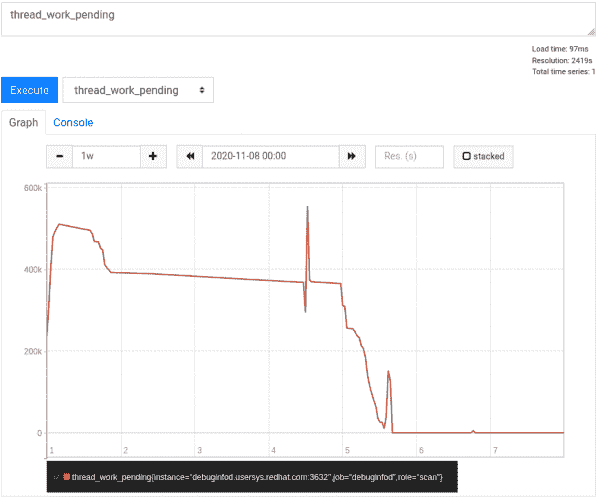 thread_work_pending
Load time: 97ms
Resolution: 2419s
Total time series: 1
Execute
thread_work_pending
Graph
Console
1w
2020-11-08 00:00
Res. (s)
stacked
600k
400k
200k
0
1 2 3 4 5 6 7
thread_work_pending{instance="debuginfod.usersys.redhat.com:3632",job="debuginfod",role="scan"}